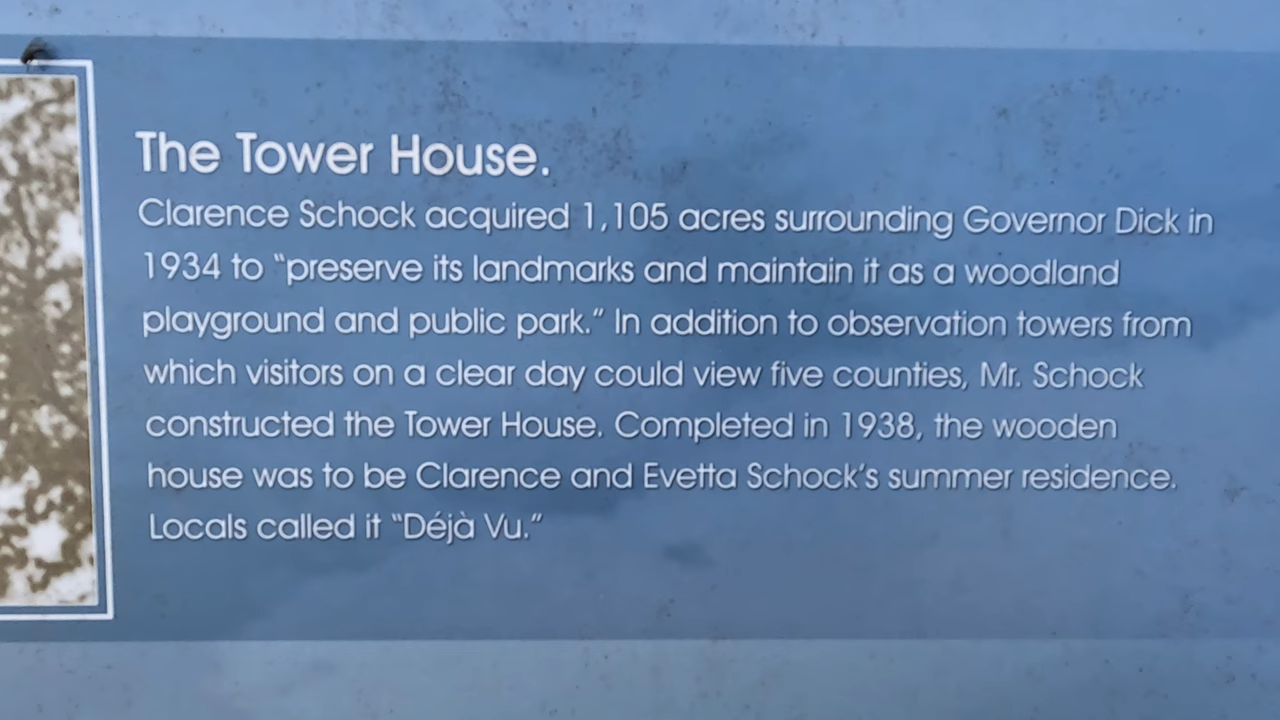 The Tower House.
Clarence Schock acquired 1,105 acres surrounding Governor Dick in
1934 to “preserve its landmarks and maintain it as a woodland
playground and public park.” In addition to observation towers from
which visitors on a clear day could view five counties, Mr. Schock
constructed the Tower House. Completed in 1938, the wooden
house was to be Clarence and Evetta Schock’s summer residence.
Locals called it “Déjà Vu.”